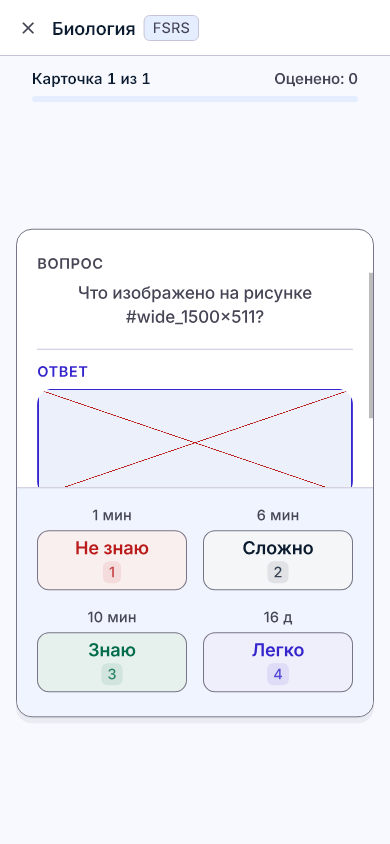 Биология FSRS
Карточка 1 из 1
Оценено: 0
ВОПРОС
Что изображено на рисунке
#wide_1500×511?
ОТВЕТ
1 мин
6 мин
Не знаю
1
Сложно
2
10 мин
16 д
Знаю
3
Легко
4